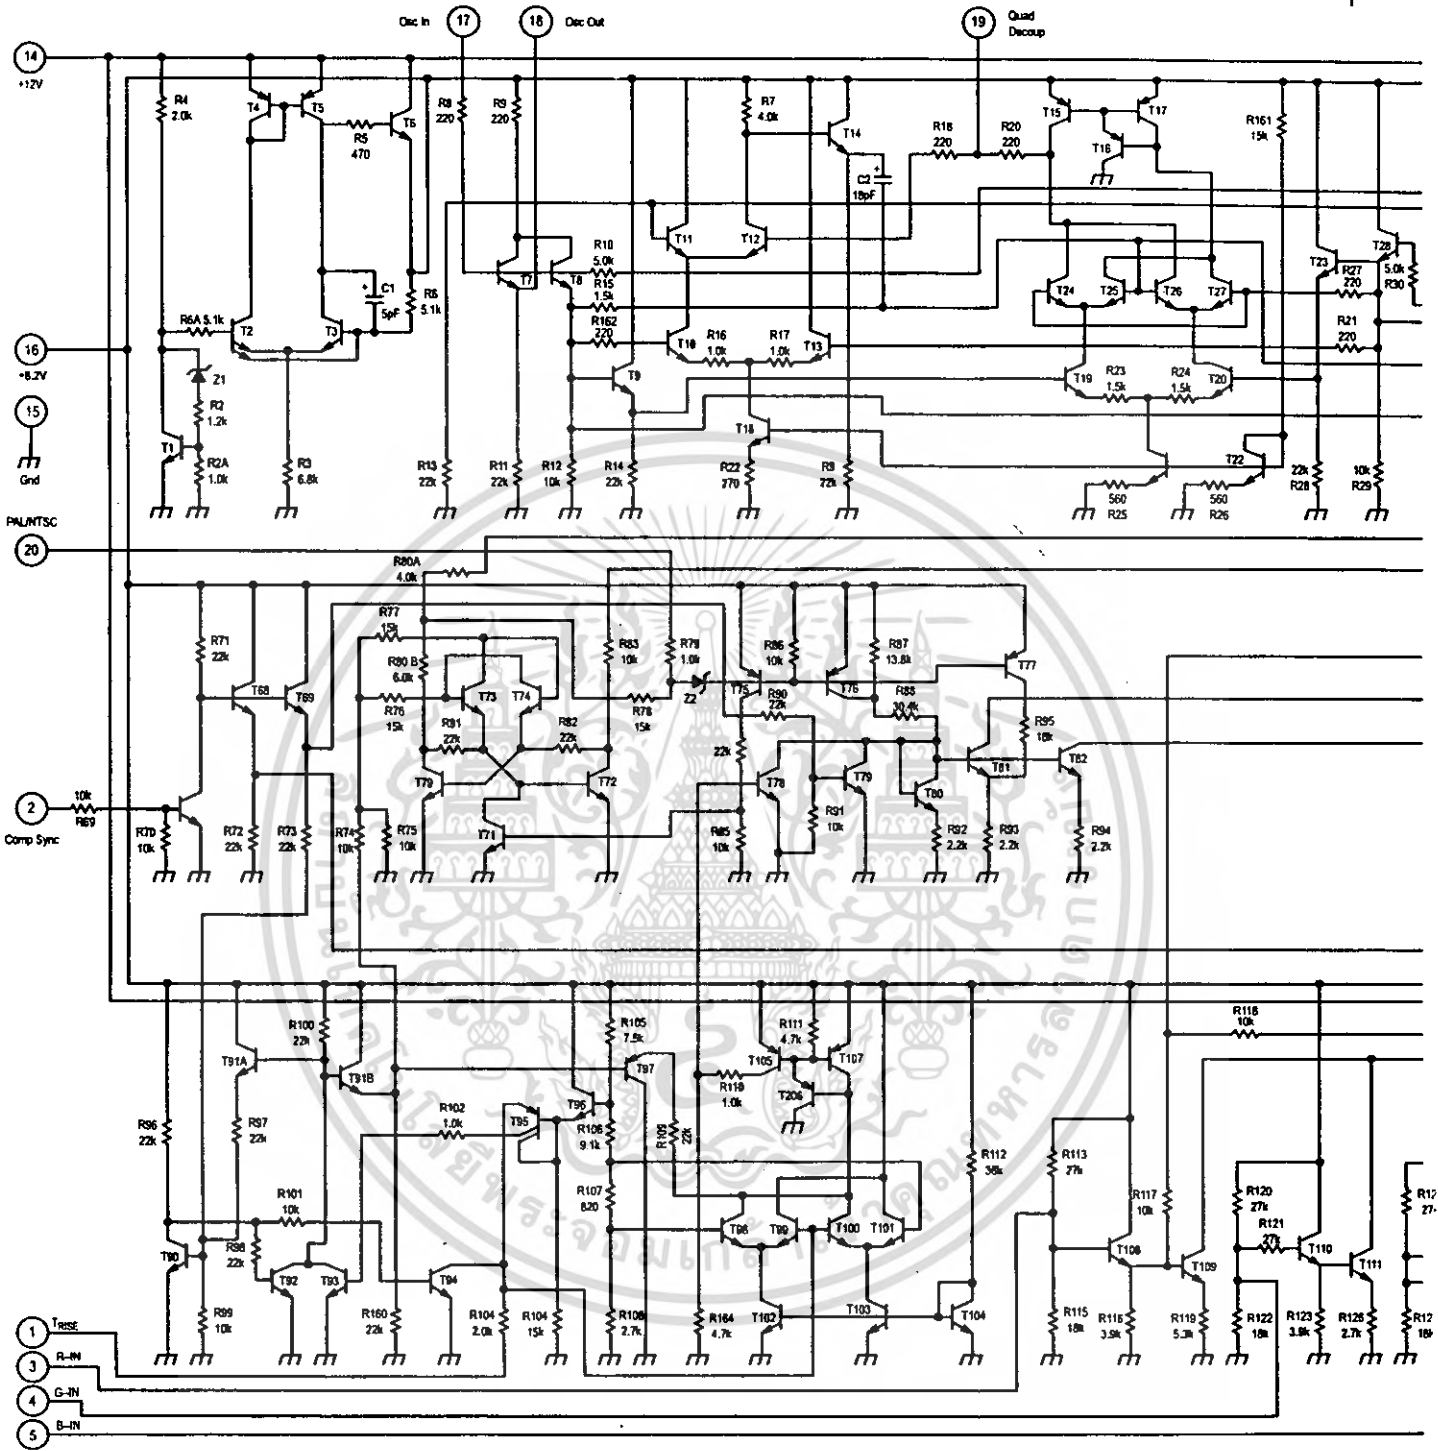 Osc In
17
18
Osc Out
19
Quad
Decoup
14
+12V
R4
2.0k
T4
T5
R5
470
T6
R8
220
R9
220
R7
4.0k
T14
C2
18pF
R18
220
R20
220
T15
T17
T16
R161
15k
T11
T12
R10
5.0k
R15
1.5k
T7
T8
R162
220
C1
5pF
R6
5.1k
R6A 5.1k
T2
T3
T10
R16
1.0k
R17
1.0k
T13
T24
T25
T26
T27
T23
T28
R27
220
5.0k
R30
R21
220
16
+8.2V
Z1
R2
1.2k
T9
T19
R23
1.5k
R24
1.5k
T20
15
Gnd
T1
R2A
1.0k
R3
6.8k
R13
22k
R11
22k
R12
10k
R14
22k
T18
R22
270
R9
22k
560
R25
T22
560
R26
22k
R28
10k
R29
PAL/NTSC
20
R80A
4.0k
R71
22k
R77
15k
R80 B
6.0k
R83
10k
R79
1.0k
R86
10k
R87
13.8k
T77
T68
T69
R76
15k
T73
T74
R78
15k
Z2
T75
T76
R90
22k
R88
30.4k
R95
18k
R81
22k
R82
22k
22k
T79
T72
T78
T79
T80
T81
T82
2
Comp Sync
10k
R69
R70
10k
R72
22k
R73
22k
R74
10k
R75
10k
T71
R85
10k
R91
10k
R92
2.2k
R93
2.2k
R94
2.2k
R100
22k
R105
7.5k
R111
4.7k
R118
10k
T91A
T91B
T97
T105
T107
R110
1.0k
T206
R96
22k
R97
22k
R102
1.0k
T95
T96
R106
9.1k
R109
22k
R112
36k
R113
27k
R101
10k
R107
820
R117
10k
R120
27k
R121
27k
R98
22k
T98
T99
T100
T101
T90
T92
T93
T94
T108
T109
T110
T111
R99
10k
R160
22k
R104
2.0k
R104
15k
R108
2.7k
R164
4.7k
T102
T103
T104
R115
18k
R116
3.9k
R119
R122
18k
R123
3.9k
R126
2.7k
1
TRISE
3
R-IN
4
G-IN
5
B-IN